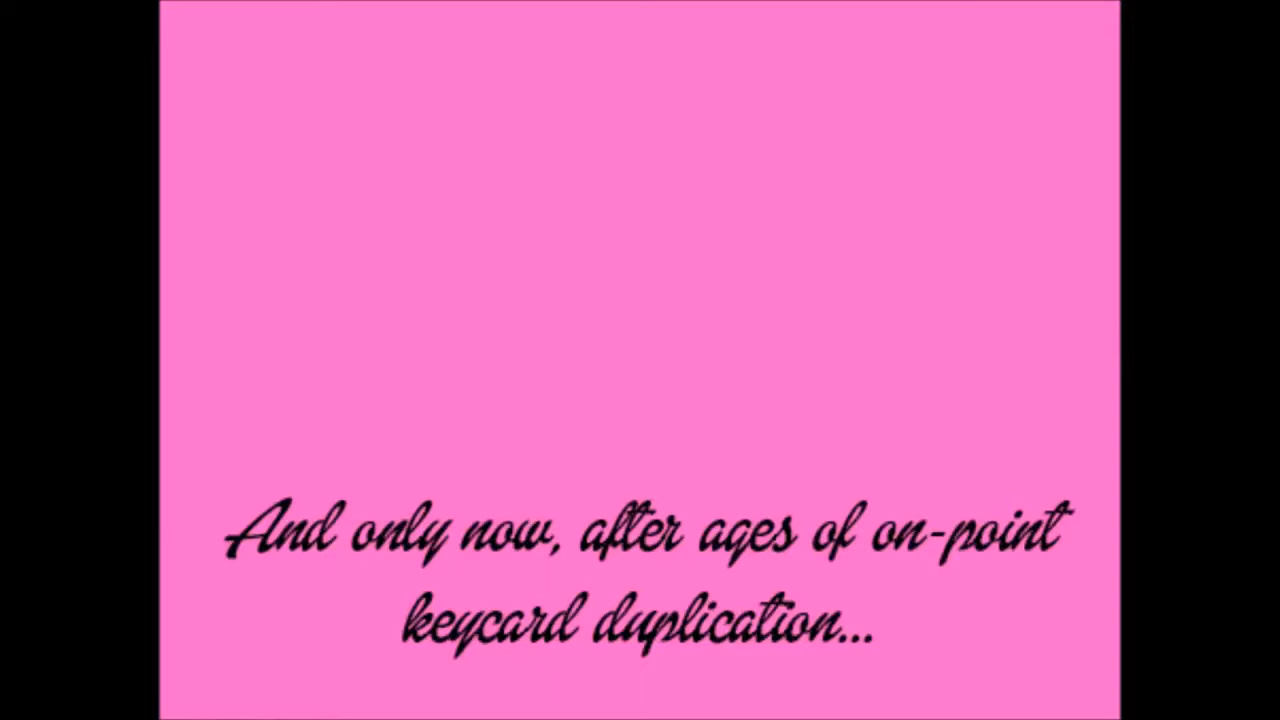 And only now, after ages of on-point
keycard duplication...